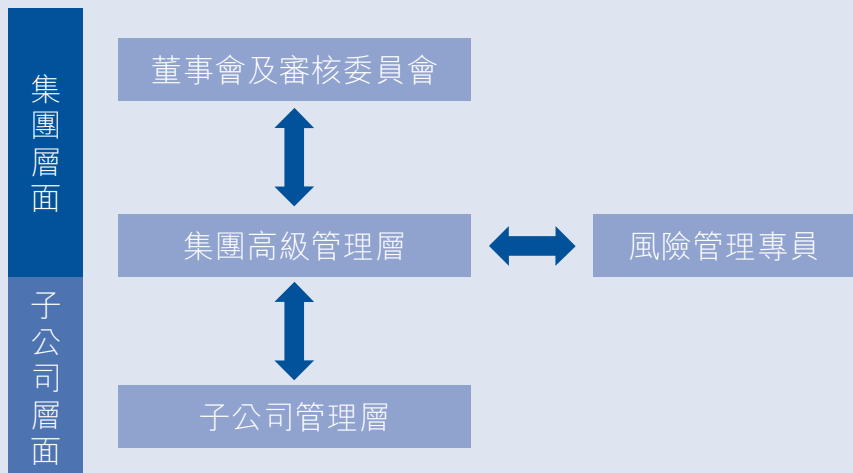 集團層面
董事會及審核委員會
集團高級管理層
風險管理專員
子公司層面
子公司管理層